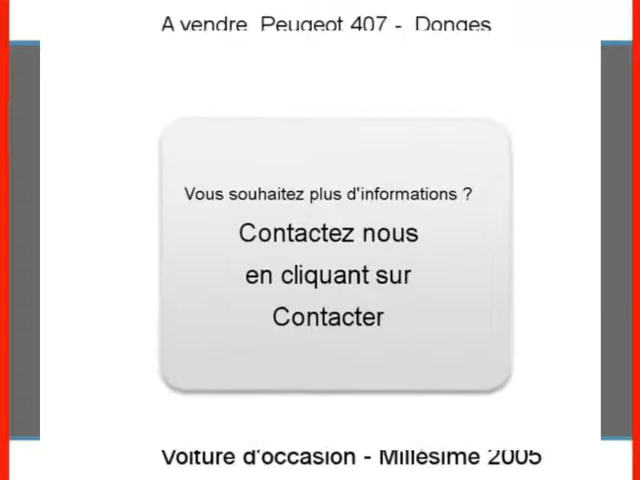 A vendre Peugeot 407 - Donges
Vous souhaitez plus d'informations ?
Contactez nous
en cliquant sur
Contacter
Voiture d'occasion - Millésime 2005